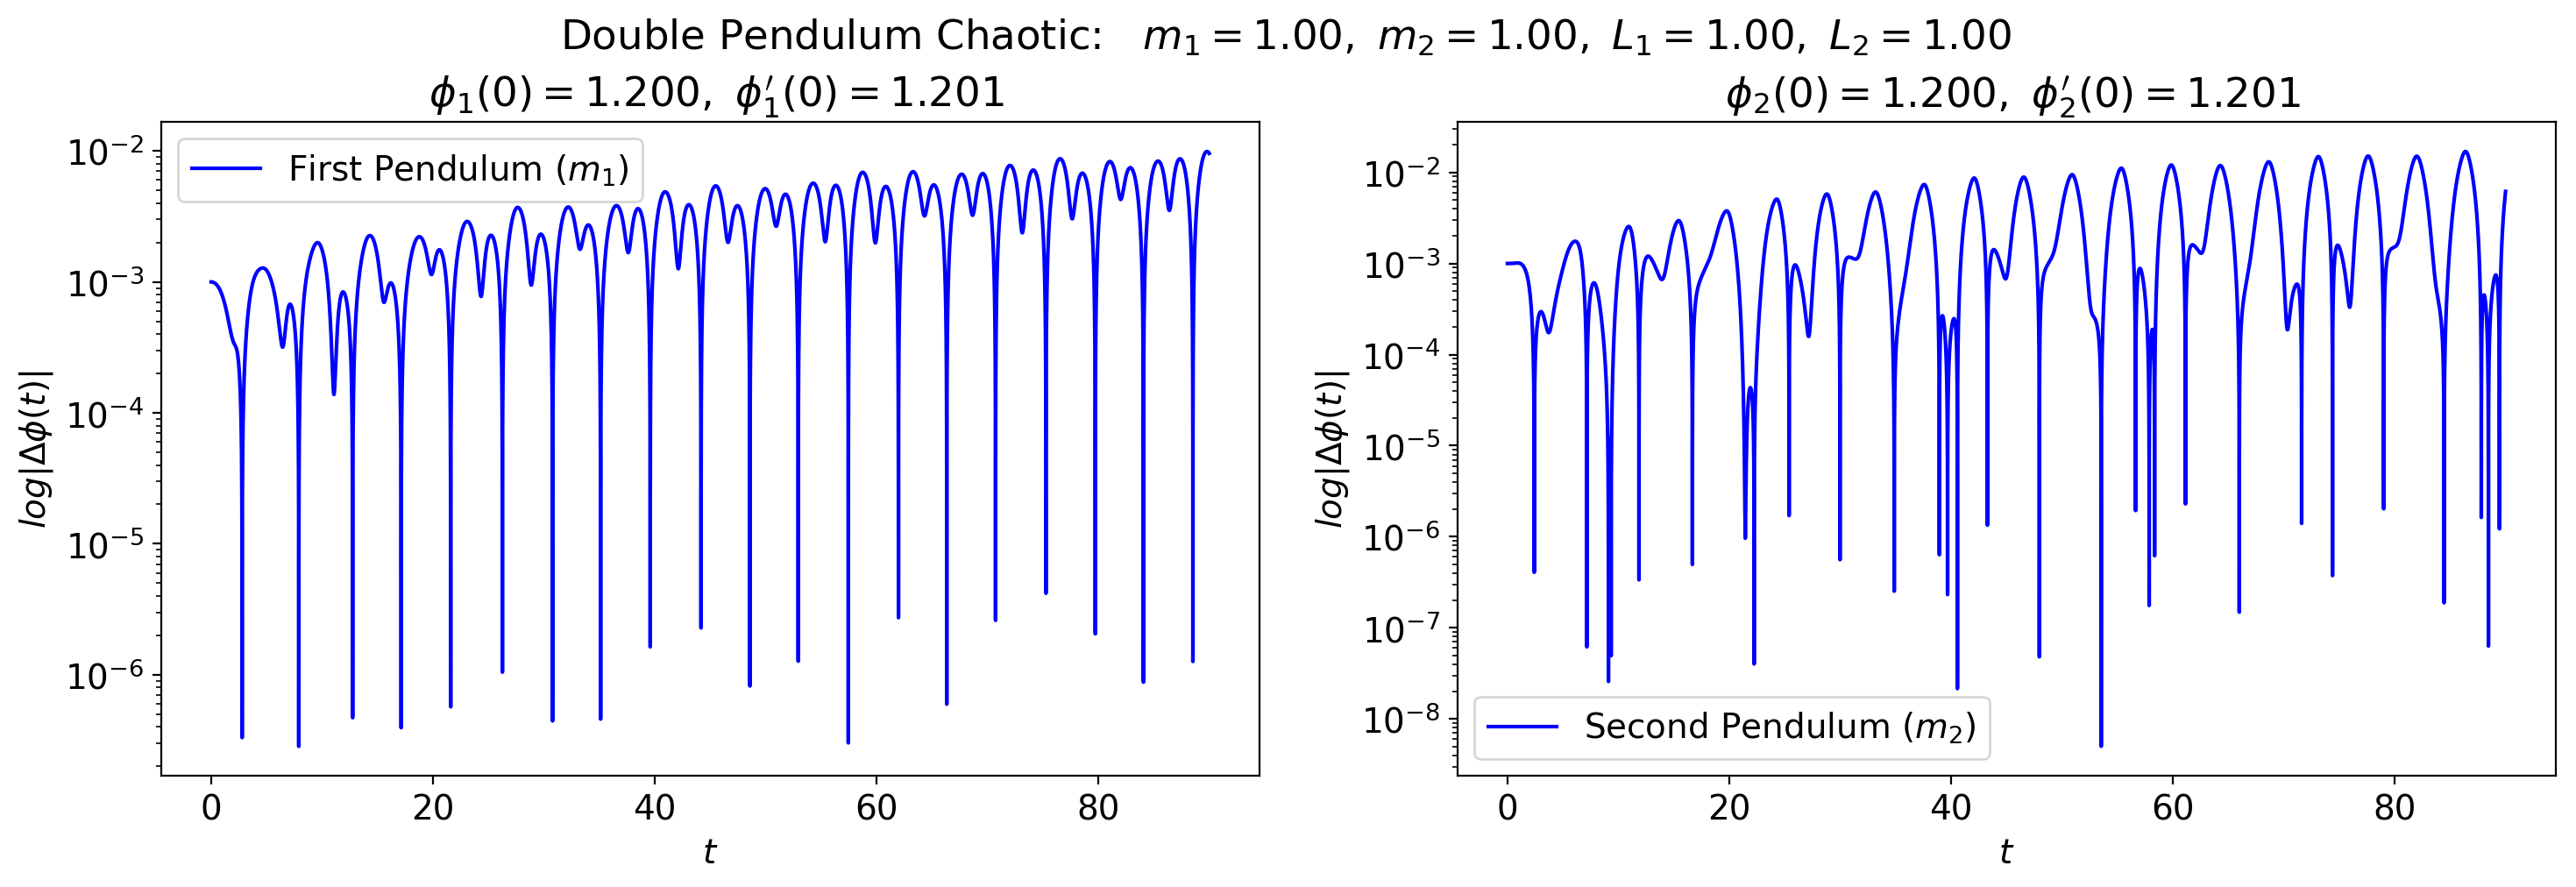 Double Pendulum Chaotic: m₁ = 1.00, m₂ = 1.00, L₁ = 1.00, L₂ = 1.00
ϕ₁(0) = 1.200, ϕ₁′(0) = 1.201
First Pendulum (m₁)
log|Δϕ(t)|
10⁻²
10⁻³
10⁻⁴
10⁻⁵
10⁻⁶
0 20 40 60 80
t
ϕ₂(0) = 1.200, ϕ₂′(0) = 1.201
log|Δϕ(t)|
10⁻²
10⁻³
10⁻⁴
10⁻⁵
10⁻⁶
10⁻⁷
10⁻⁸
Second Pendulum (m₂)
0 20 40 60 80
t